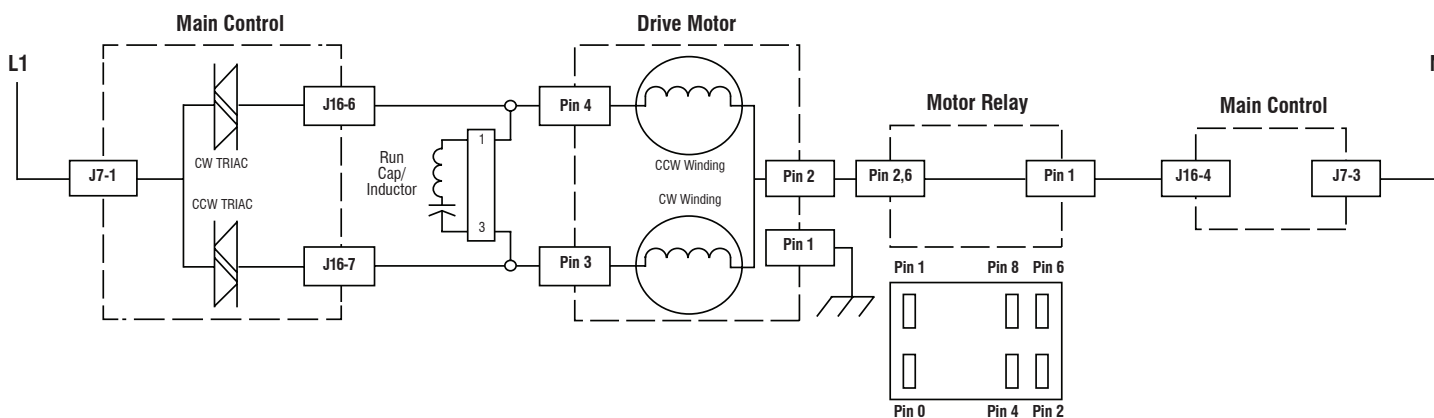 Main Control
Drive Motor
L1
Motor Relay
Main Control
J16-6
Pin 4
J7-1
CW TRIAC
CCW TRIAC
Run
Cap/
Inductor
1
3
CCW Winding
CW Winding
Pin 2
Pin 2,6
Pin 1
J16-4
J7-3
Pin 1
J16-7
Pin 3
Pin 1
Pin 8
Pin 6
Pin 0
Pin 4
Pin 2